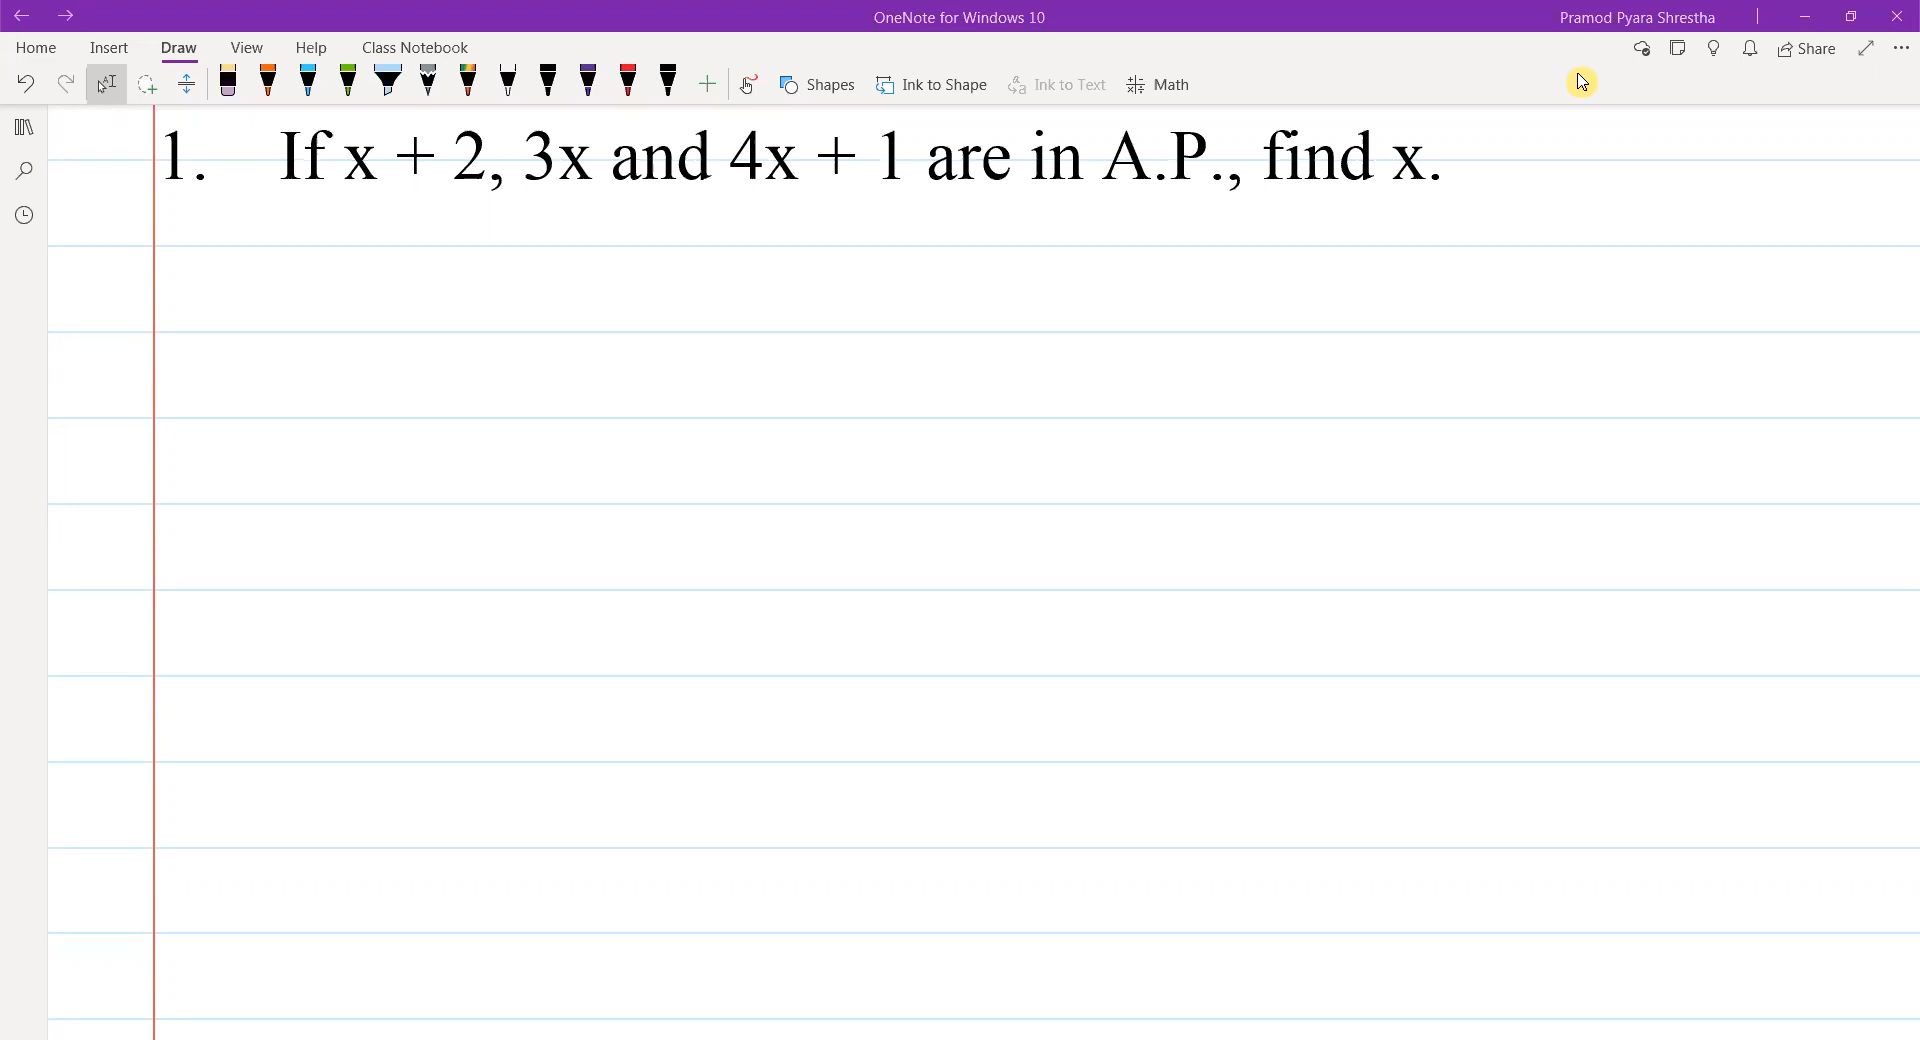 OneNote for Windows 10
Pramod Pyara Shrestha
Home Insert Draw View Help Class Notebook
Share
Shapes Ink to Shape Ink to Text Math
1. If x + 2, 3x and 4x + 1 are in A.P., find x.